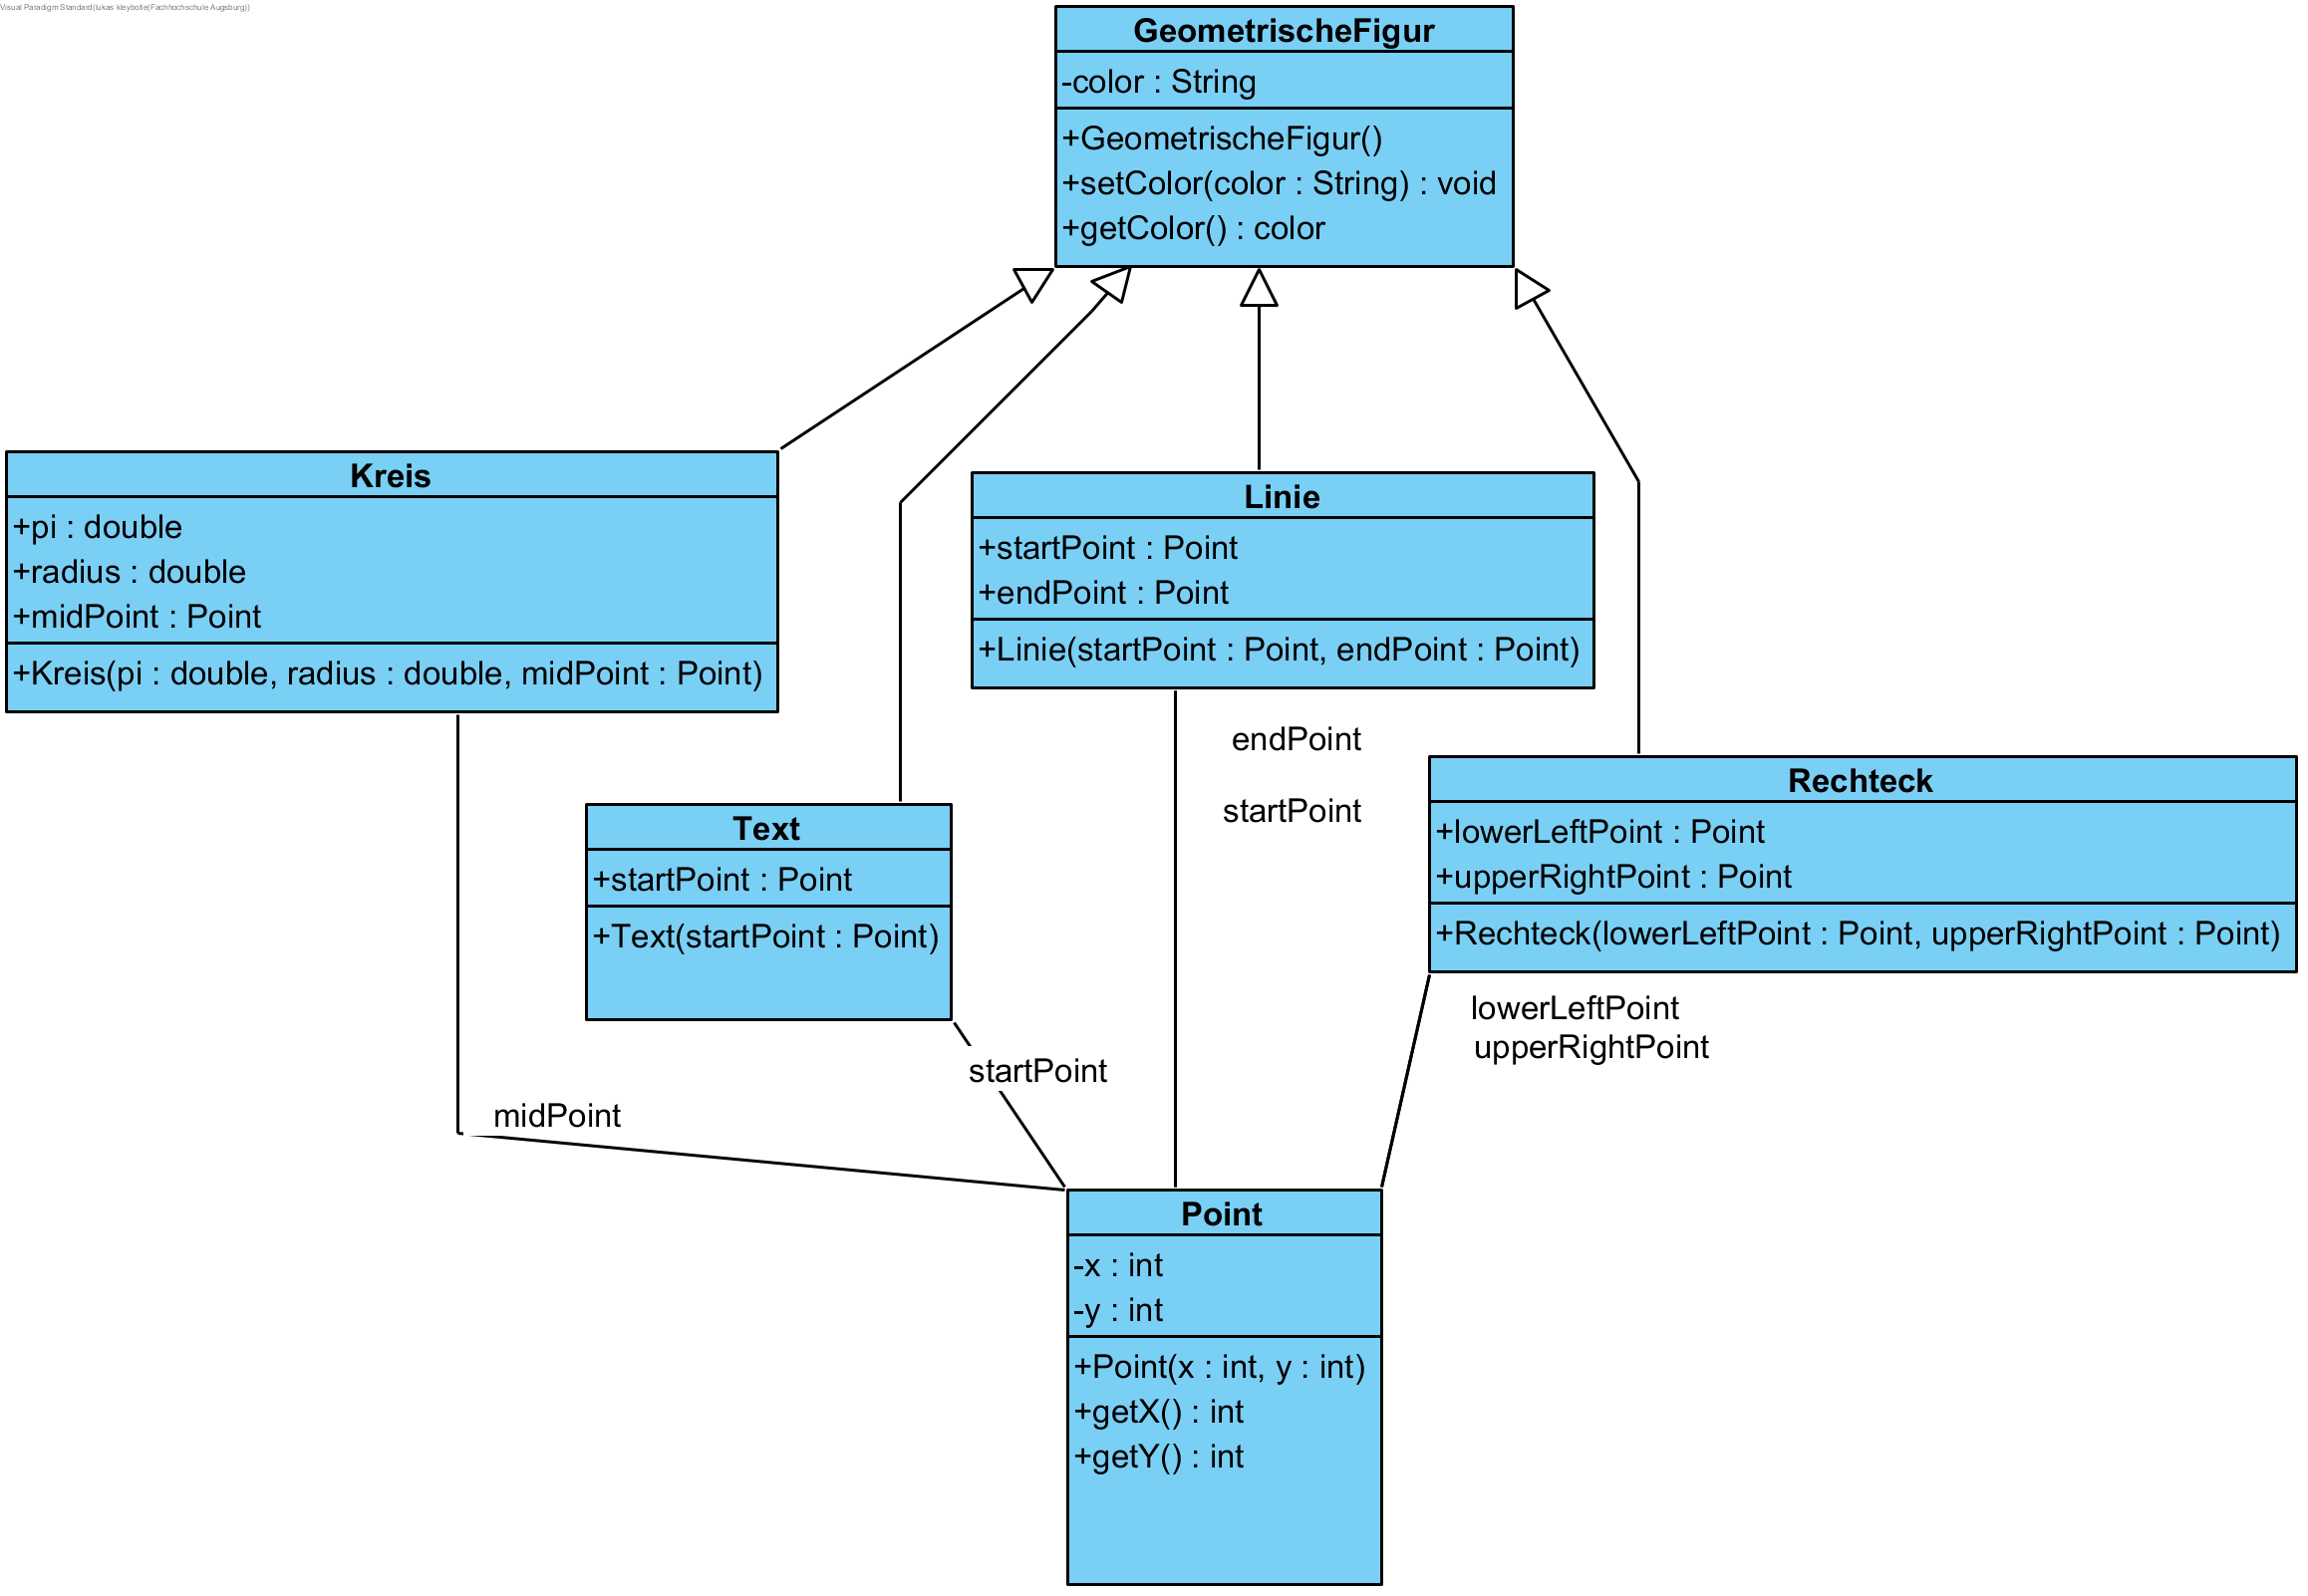 Visual Paradigm Standard(lukas kleybolte(Fachhochschule Augsburg))
GeometrischeFigur
-color : String
+GeometrischeFigur()
+setColor(color : String) : void
+getColor() : color
Kreis
+pi : double
+radius : double
+midPoint : Point
+Kreis(pi : double, radius : double, midPoint : Point)
Linie
+startPoint : Point
+endPoint : Point
+Linie(startPoint : Point, endPoint : Point)
endPoint
startPoint
Rechteck
+lowerLeftPoint : Point
+upperRightPoint : Point
+Rechteck(lowerLeftPoint : Point, upperRightPoint : Point)
Text
+startPoint : Point
+Text(startPoint : Point)
lowerLeftPoint
upperRightPoint
startPoint
midPoint
Point
-x : int
-y : int
+Point(x : int, y : int)
+getX() : int
+getY() : int